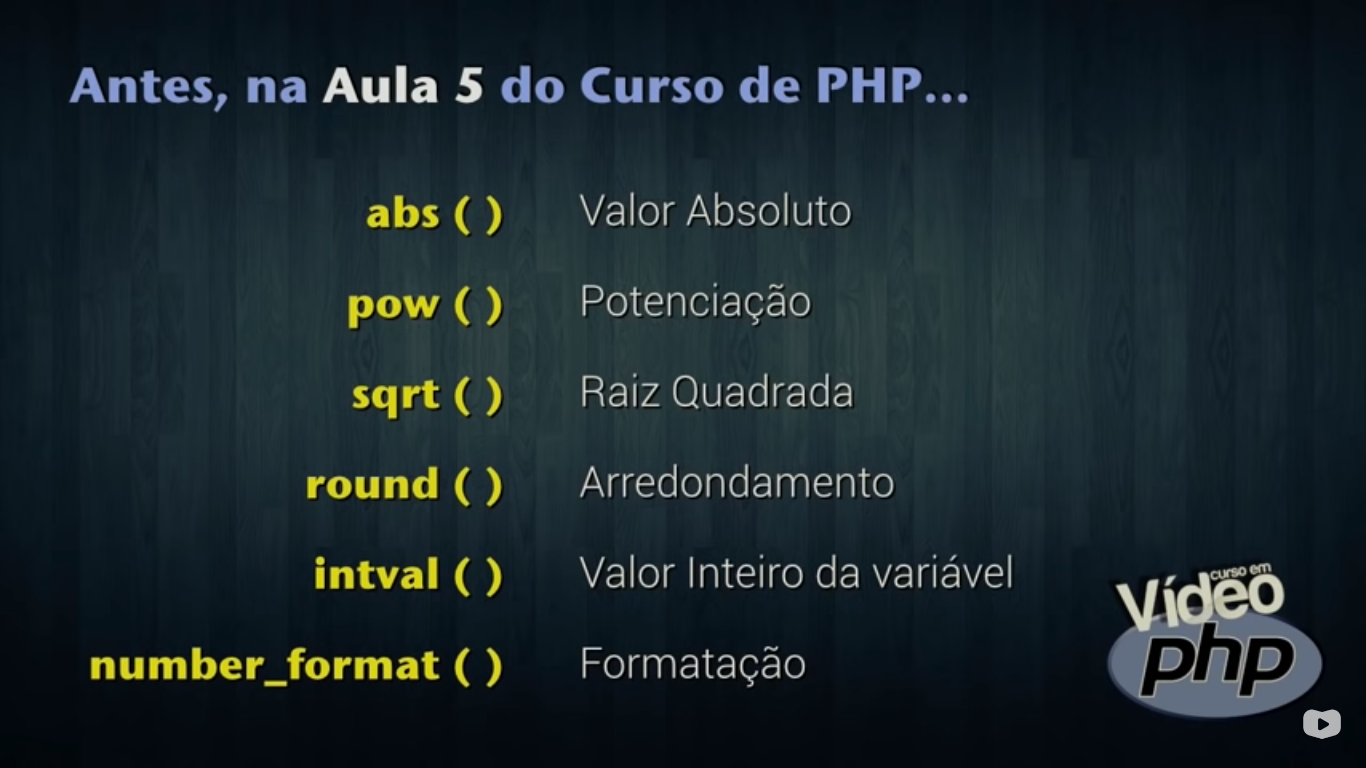 Antes, na Aula 5 do Curso de PHP...
abs ( ) Valor Absoluto
pow ( ) Potenciação
sqrt ( ) Raiz Quadrada
round ( ) Arredondamento
intval ( ) Valor Inteiro da variável
number_format ( ) Formatação
curso em
Vídeo
php